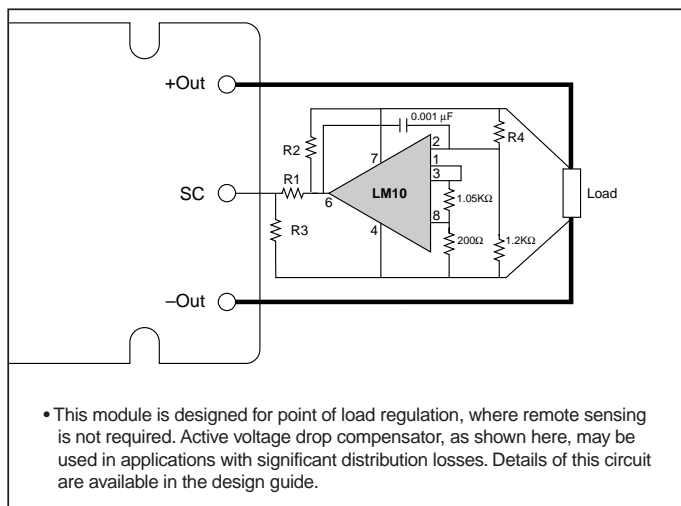 +Out
0.001 µF
R2
R4
2
7
1
3
R1
SC
6
LM10
1.05KΩ
Load
8
R3
4
200Ω
1.2KΩ
–Out
• This module is designed for point of load regulation, where remote sensing
is not required. Active voltage drop compensator, as shown here, may be
used in applications with significant distribution losses. Details of this circuit
are available in the design guide.